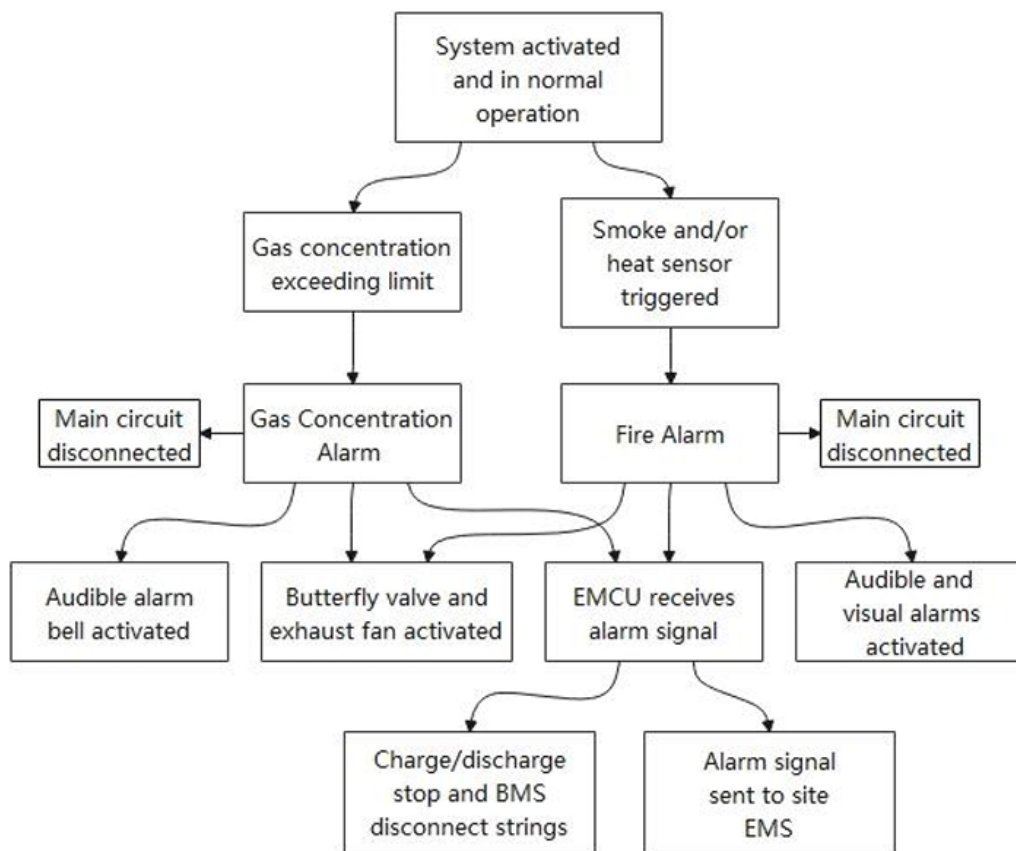 System activated
and in normal
operation
Gas concentration
exceeding limit
Smoke and/or
heat sensor
triggered
Main circuit
disconnected
Gas Concentration
Alarm
Fire Alarm
Main circuit
disconnected
Audible alarm
bell activated
Butterfly valve and
exhaust fan activated
EMCU receives
alarm signal
Audible and
visual alarms
activated
Charge/discharge
stop and BMS
disconnect strings
Alarm signal
sent to site
EMS